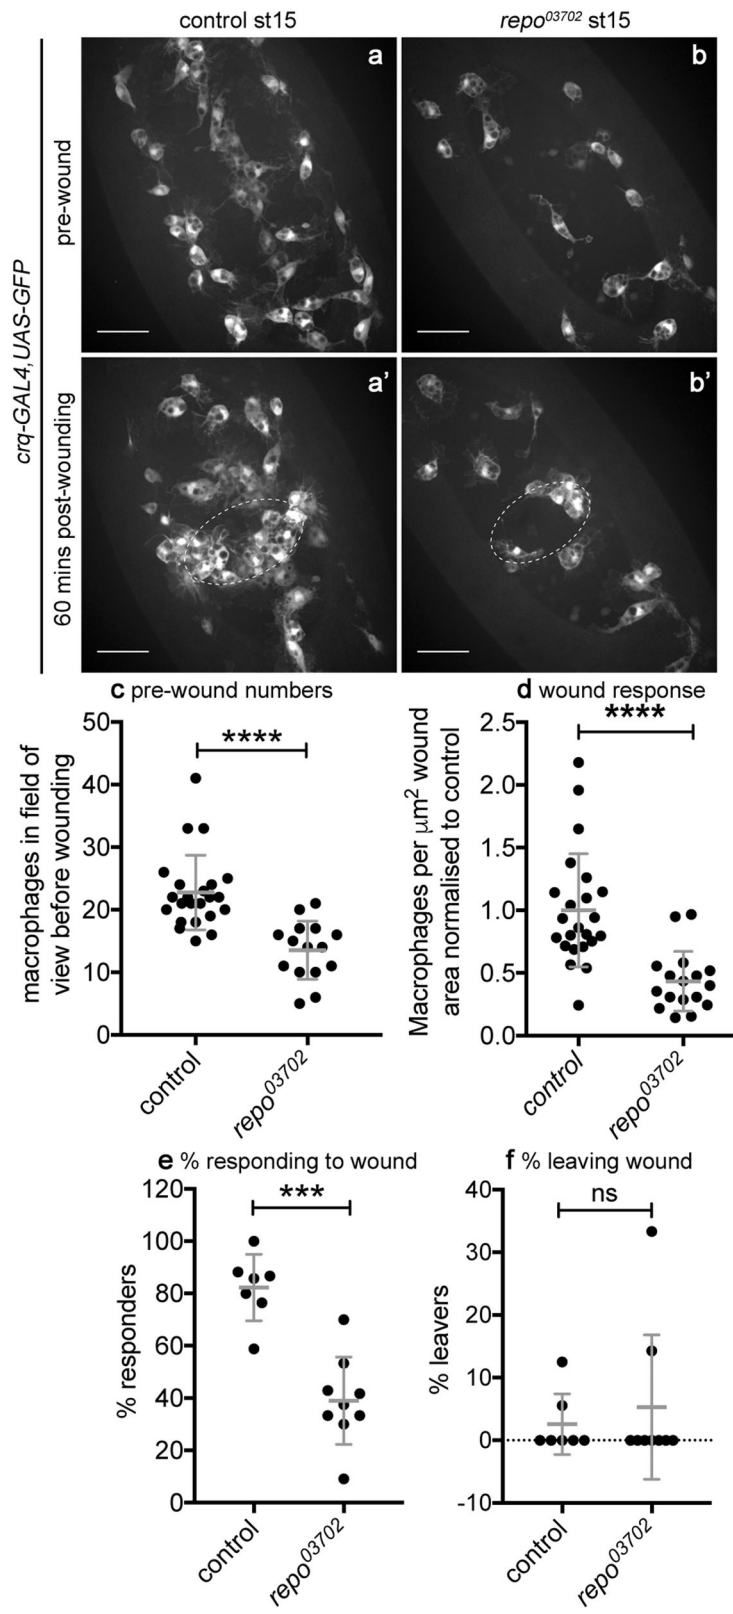 control st15
repo03702 st15
crq-GAL4,UAS-GFP
pre-wound
a
b
60 mins post-wounding
a'
b'
c pre-wound numbers
macrophages in field of
view before wounding
50
40
30
20
10
0
****
control
repo03702
d wound response
Macrophages per μm2 wound
area normalised to control
2.5
2.0
1.5
1.0
0.5
0.0
****
control
repo03702
e % responding to wound
% responders
120
100
80
60
40
20
0
***
control
repo03702
f % leaving wound
% leavers
40
30
20
10
0
-10
ns
control
repo03702